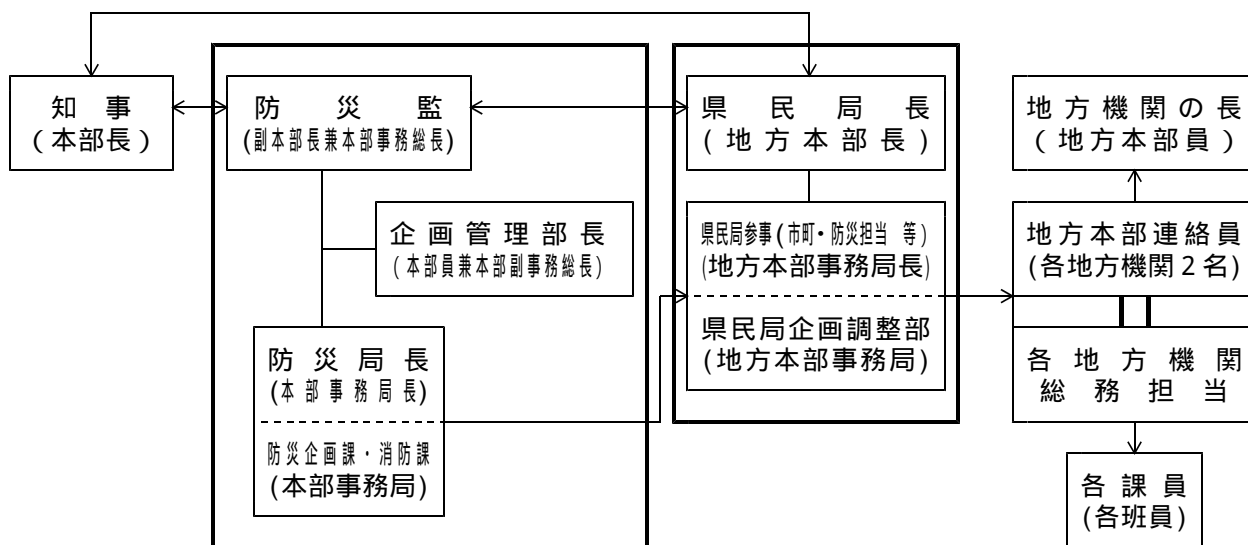 知事
(本部長)
防災監
(副本部長兼本部事務総長)
企画管理部長
(本部員兼本部副事務総長)
防災局長
(本部事務局長)
防災企画課・消防課
(本部事務局)
県民局長
(地方本部長)
県民局参事(市町・防災担当 等)
(地方本部事務局長)
県民局企画調整部
(地方本部事務局)
地方機関の長
(地方本部員)
地方本部連絡員
(各地方機関2名)
各地方機関
総務担当
各課員
(各班員)